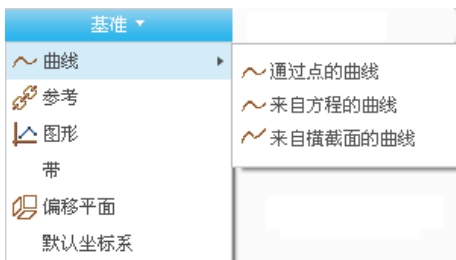 基准
曲线
参考
图形
带
偏移平面
默认坐标系
通过点的曲线
来自方程的曲线
来自横截面的曲线